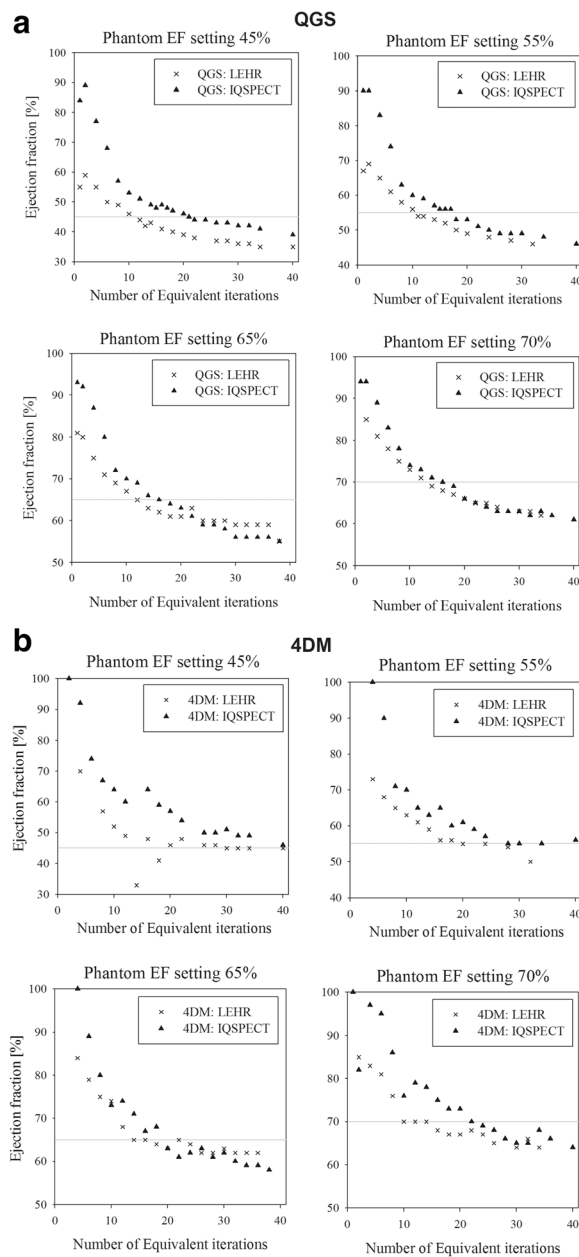 a
QGS
Phantom EF setting 45%
Phantom EF setting 55%
Ejection fraction [%]
100
90
80
70
60
50
40
30
× QGS: LEHR
▲ QGS: IQSPECT
0 10 20 30 40
Number of Equivalent iterations
100
90
80
70
60
50
40
× QGS: LEHR
▲ QGS: IQSPECT
0 10 20 30 40
Number of Equivalent iterations
Phantom EF setting 65%
Phantom EF setting 70%
Ejection fraction [%]
100
90
80
70
60
50
× QGS: LEHR
▲ QGS: IQSPECT
0 10 20 30 40
Number of Equivalent iterations
100
90
80
70
60
50
× QGS: LEHR
▲ QGS: IQSPECT
0 10 20 30 40
Number of Equivalent iterations
b
4DM
Phantom EF setting 45%
Phantom EF setting 55%
Ejection fraction [%]
100
90
80
70
60
50
40
30
× 4DM: LEHR
▲ 4DM: IQSPECT
0 10 20 30 40
Number of Equivalent iterations
100
90
80
70
60
50
40
× 4DM: LEHR
▲ 4DM: IQSPECT
0 10 20 30 40
Number of Equivalent iterations
Phantom EF setting 65%
Phantom EF setting 70%
Ejection fraction [%]
100
90
80
70
60
50
× 4DM: LEHR
▲ 4DM: IQSPECT
0 10 20 30 40
Number of Equivalent iterations
100
90
80
70
60
50
× 4DM: LEHR
▲ 4DM: IQSPECT
0 10 20 30 40
Number of Equivalent iterations